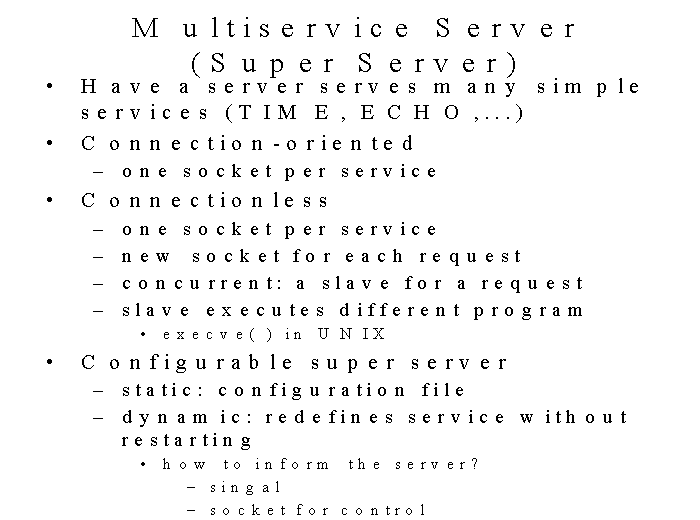 Multiservice Server
(Super Server)
• Have a server serves many simple
services (TIME, ECHO,...)
• Connection-oriented
– one socket per service
• Connectionless
– one socket per service
– new socket for each request
– concurrent: a slave for a request
– slave executes different program
• execve() in UNIX
• Configurable super server
– static: configuration file
– dynamic: redefines service without
restarting
• how to inform the server?
– singal
– socket for control